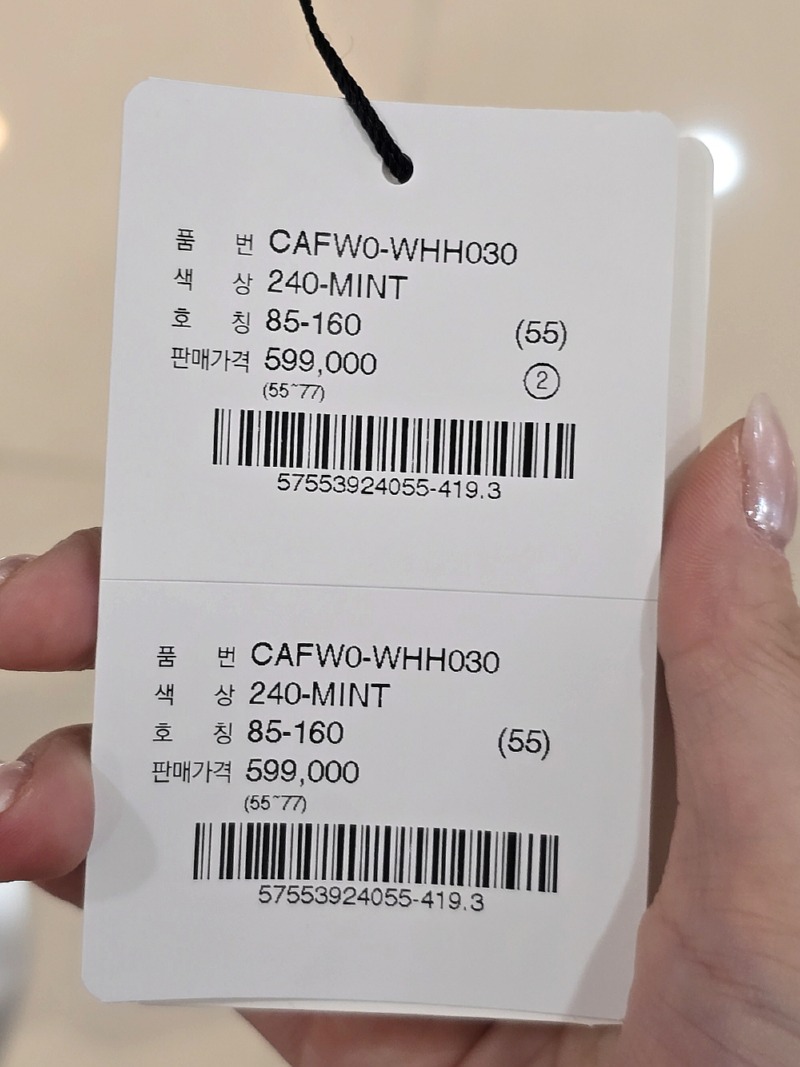 품 번 CAFW0-WHH030
색 상 240-MINT
호 칭 85-160 (55)
판매가격 599,000 ②
(55~77)
57553924055-419.3
품 번 CAFW0-WHH030
색 상 240-MINT
호 칭 85-160 (55)
판매가격 599,000
(55~77)
57553924055-419.3